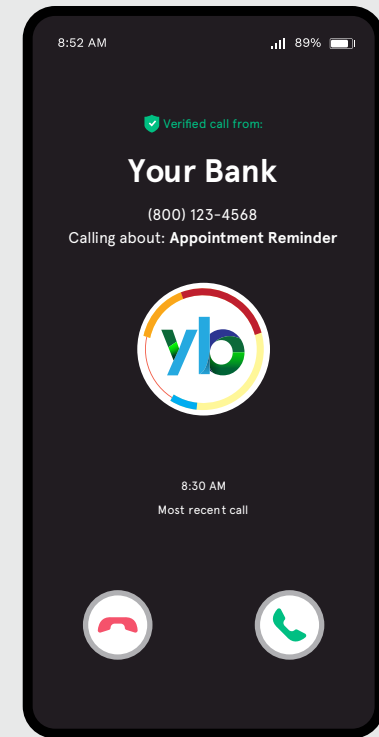 8:52 AM 89%
Verified call from:
Your Bank
(800) 123-4568
Calling about: Appointment Reminder
yb
8:30 AM
Most recent call